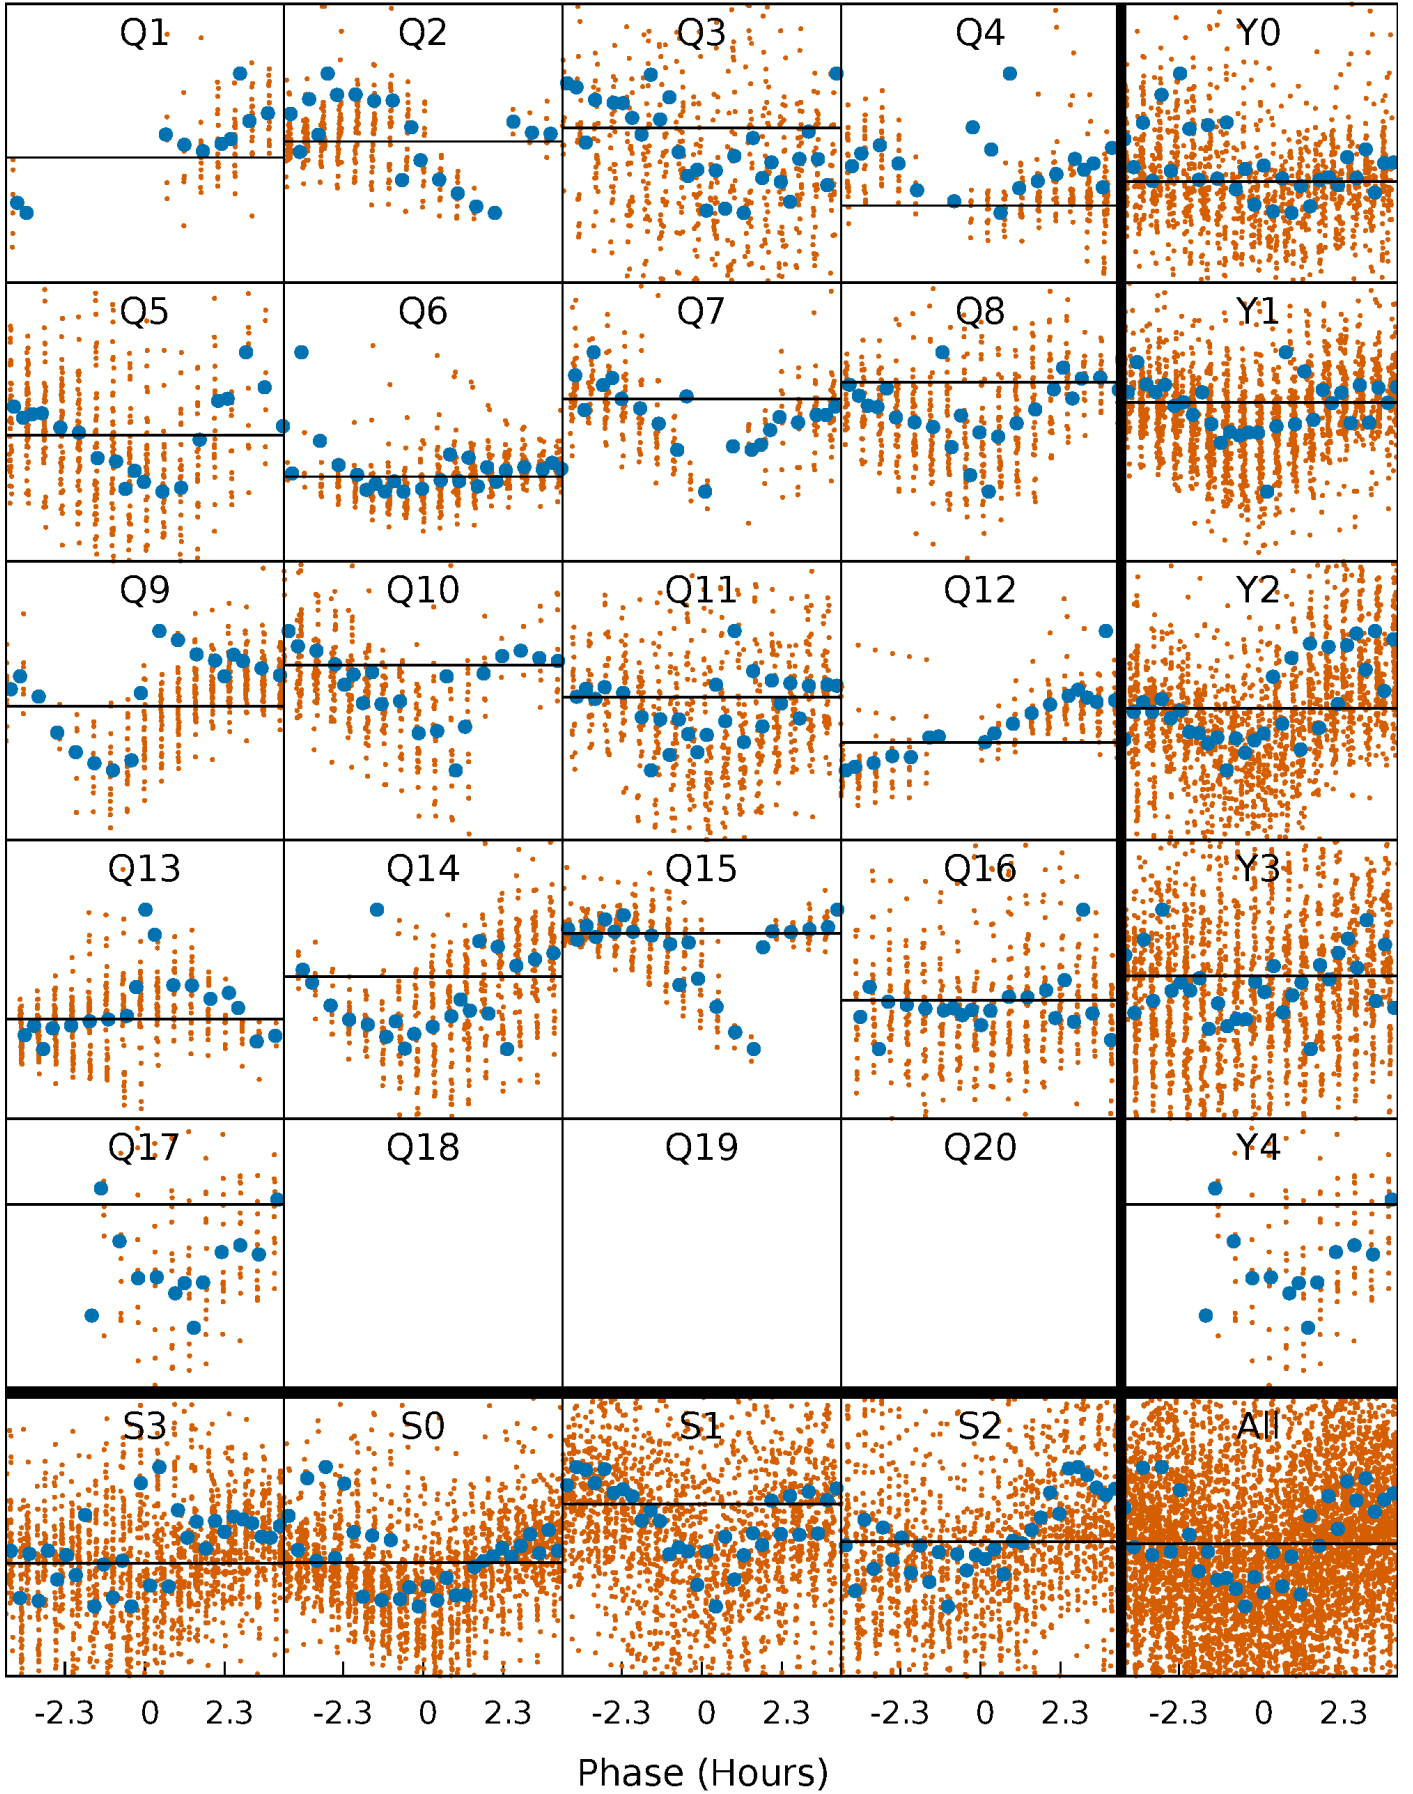 Q1 Q2 Q3 Q4 Y0
Q5 Q6 Q7 Q8 Y1
Q9 Q10 Q11 Q12 Y2
Q13 Q14 Q15 Q16 Y3
Q17 Q18 Q19 Q20 Y4
S3 S0 S1 S2 All
-2.3 0 2.3 -2.3 0 2.3 -2.3 0 2.3 -2.3 0 2.3 -2.3 0 2.3
Phase (Hours)